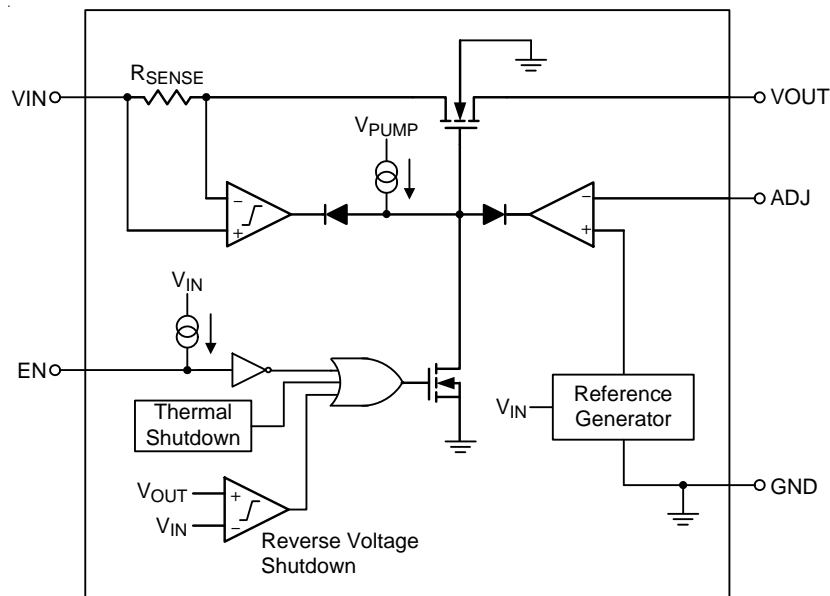 RSENSE
VIN
VOUT
VPUMP
ADJ
−
+
−
+
VIN
EN
Thermal
Shutdown
VIN
Reference
Generator
VOUT
+
VIN
−
GND
Reverse Voltage
Shutdown